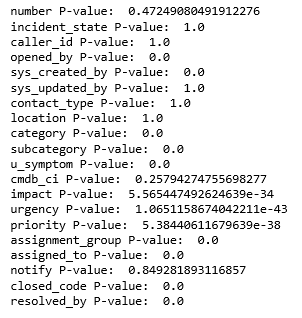 number P-value:  0.47249080491912276
incident_state P-value:  1.0
caller_id P-value:  1.0
opened_by P-value:  0.0
sys_created_by P-value:  0.0
sys_updated_by P-value:  1.0
contact_type P-value:  1.0
location P-value:  1.0
category P-value:  0.0
subcategory P-value:  0.0
u_symptom P-value:  0.0
cmdb_ci P-value:  0.25794274755698277
impact P-value:  5.565447492624639e-34
urgency P-value:  1.0651158674042211e-43
priority P-value:  5.38440611679639e-38
assignment_group P-value:  0.0
assigned_to P-value:  0.0
notify P-value:  0.849281893116857
closed_code P-value:  0.0
resolved_by P-value:  0.0